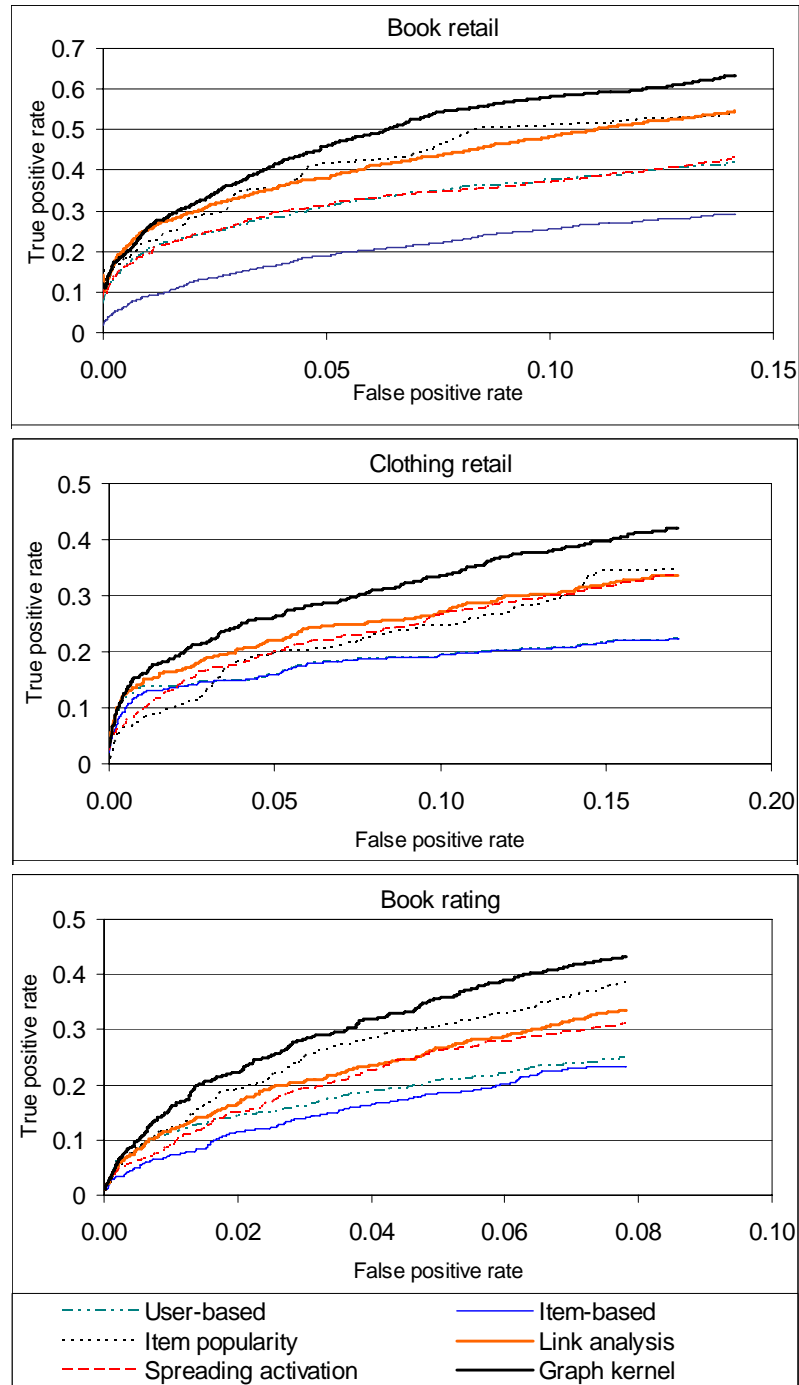 Book retail
0.7
0.6
0.5
0.4
0.3
0.2
0.1
0
True positive rate
0.00 0.05 0.10 0.15
False positive rate
Clothing retail
0.5
0.4
0.3
0.2
0.1
0
True positive rate
0.00 0.05 0.10 0.15 0.20
False positive rate
Book rating
0.5
0.4
0.3
0.2
0.1
0
True positive rate
0.00 0.02 0.04 0.06 0.08 0.10
False positive rate
User-based Item-based
Item popularity Link analysis
Spreading activation Graph kernel